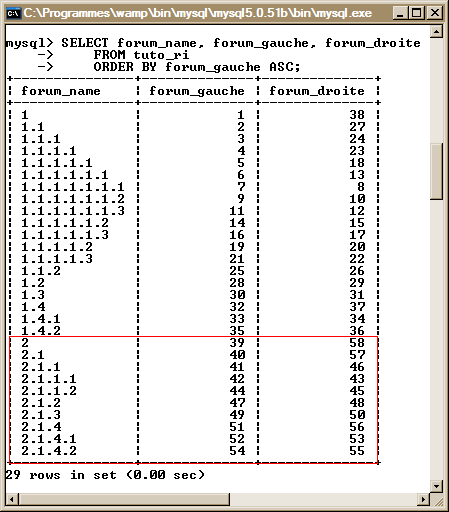 C:\Programmes\wamp\bin\mysql\mysql5.0.51b\bin\mysql.exe
mysql> SELECT forum_name, forum_gauche, forum_droite
-> FROM tuto_ri
-> ORDER BY forum_gauche ASC;
+----------------+--------------+--------------+
| forum_name | forum_gauche | forum_droite |
+----------------+--------------+--------------+
| 1 | 1 | 38 |
| 1.1 | 2 | 27 |
| 1.1.1 | 3 | 24 |
| 1.1.1.1 | 4 | 23 |
| 1.1.1.1.1 | 5 | 18 |
| 1.1.1.1.1.1 | 6 | 13 |
| 1.1.1.1.1.1.1 | 7 | 8 |
| 1.1.1.1.1.1.2 | 9 | 10 |
| 1.1.1.1.1.1.3 | 11 | 12 |
| 1.1.1.1.1.2 | 14 | 15 |
| 1.1.1.1.1.3 | 16 | 17 |
| 1.1.1.1.2 | 19 | 20 |
| 1.1.1.1.3 | 21 | 22 |
| 1.1.2 | 25 | 26 |
| 1.2 | 28 | 29 |
| 1.3 | 30 | 31 |
| 1.4 | 32 | 37 |
| 1.4.1 | 33 | 34 |
| 1.4.2 | 35 | 36 |
| 2 | 39 | 58 |
| 2.1 | 40 | 57 |
| 2.1.1 | 41 | 46 |
| 2.1.1.1 | 42 | 43 |
| 2.1.1.2 | 44 | 45 |
| 2.1.2 | 47 | 48 |
| 2.1.3 | 49 | 50 |
| 2.1.4 | 51 | 56 |
| 2.1.4.1 | 52 | 53 |
| 2.1.4.2 | 54 | 55 |
+----------------+--------------+--------------+
29 rows in set (0.00 sec)